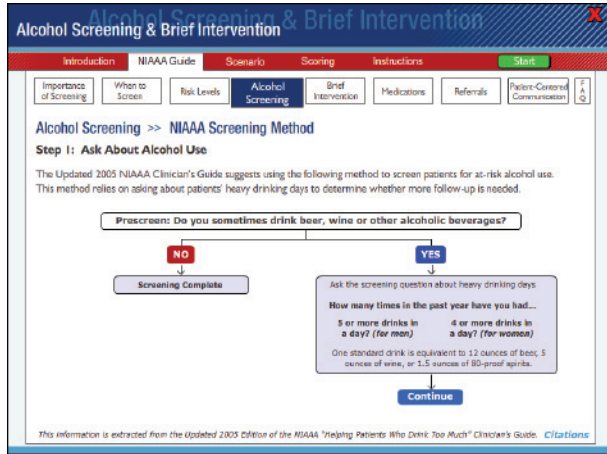 Alcohol Screening & Brief Intervention
Alcohol Screening & Brief Intervention
X
Introduction NIAAA Guide Scenario Scoring Instructions Start
Importance of Screening When to Screen Risk Levels Alcohol Screening Brief Intervention Medications Referrals Patient-Centered Communication FAQ
Alcohol Screening >> NIAAA Screening Method
Step 1: Ask About Alcohol Use
The Updated 2005 NIAAA Clinician's Guide suggests using the following method to screen patients for at-risk alcohol use.
This method relies on asking about patients' heavy drinking days to determine whether more follow-up is needed.
Prescreen: Do you sometimes drink beer, wine or other alcoholic beverages?
NO
YES
Screening Complete
Ask the screening question about heavy drinking days
How many times in the past year have you had...
5 or more drinks in 4 or more drinks in
a day? (for men) a day? (for women)
One standard drink is equivalent to 12 ounces of beer, 5
ounces of wine, or 1.5 ounces of 80-proof spirits.
Continue
This information is extracted from the Updated 2005 Edition of the NIAAA "Helping Patients Who Drink Too Much" Clinician's Guide. Citations